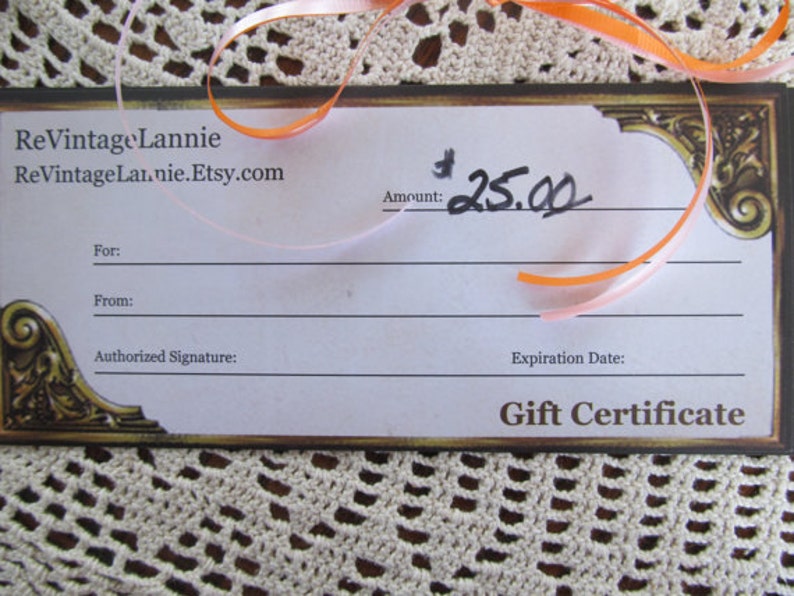 ReVintageLannie
ReVintageLannie.Etsy.com
Amount: $25.00
For:
From:
Authorized Signature: Expiration Date:
Gift Certificate